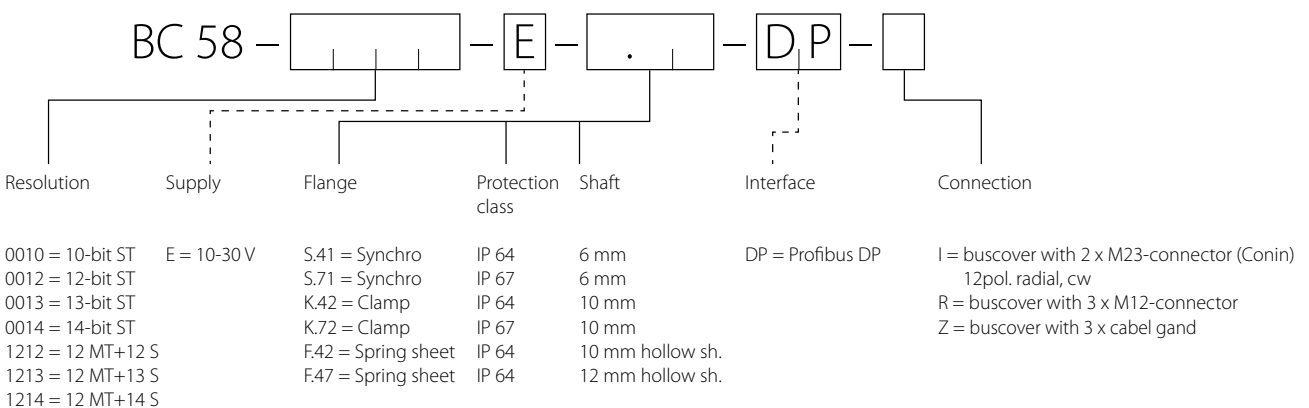 BC 58 – – E – . – DP –
Resolution Supply Flange Protection class Shaft Interface Connection
0010 = 10-bit ST E = 10-30 V S.41 = Synchro IP 64 6 mm DP = Profibus DP I = buscover with 2 x M23-connector (Conin)
0012 = 12-bit ST S.71 = Synchro IP 67 6 mm 12pol. radial, cw
0013 = 13-bit ST K.42 = Clamp IP 64 10 mm R = buscover with 3 x M12-connector
0014 = 14-bit ST K.72 = Clamp IP 67 10 mm Z = buscover with 3 x cabel gand
1212 = 12 MT+12 S F.42 = Spring sheet IP 64 10 mm hollow sh.
1213 = 12 MT+13 S F.47 = Spring sheet IP 64 12 mm hollow sh.
1214 = 12 MT+14 S